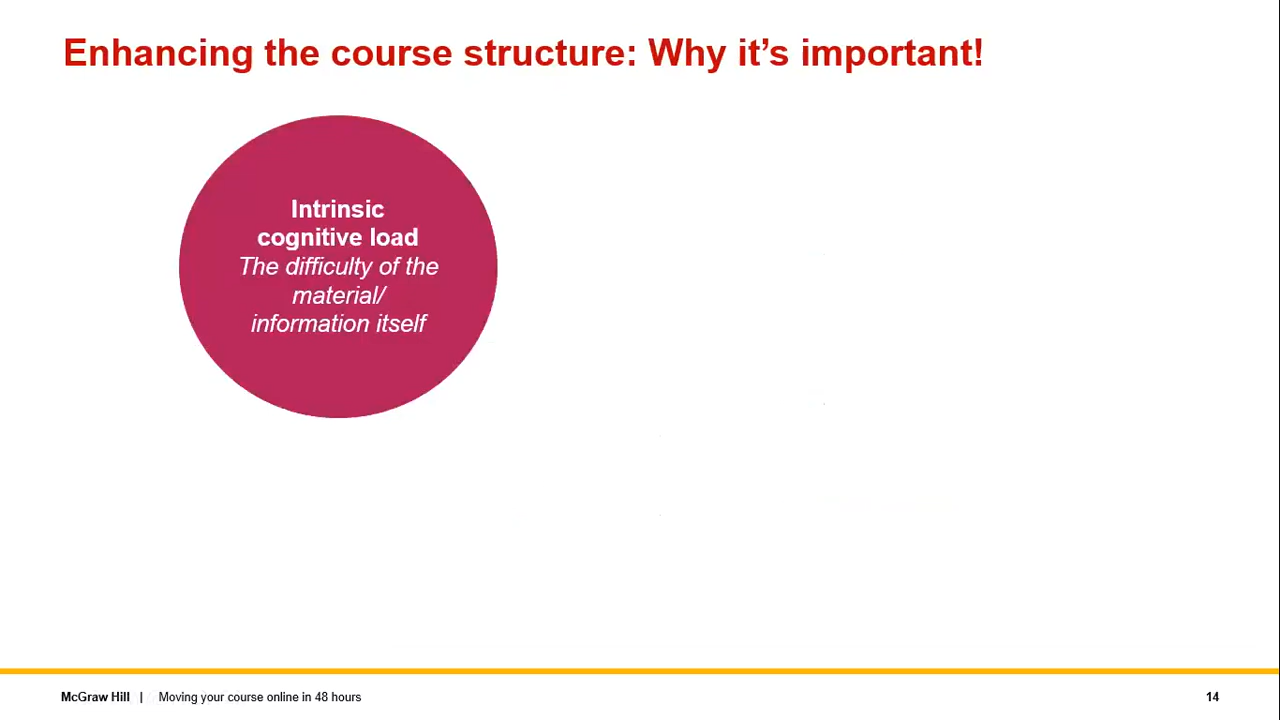 Enhancing the course structure: Why it’s important!
Intrinsic
cognitive load
The difficulty of the
material/
information itself
McGraw Hill | Moving your course online in 48 hours
14